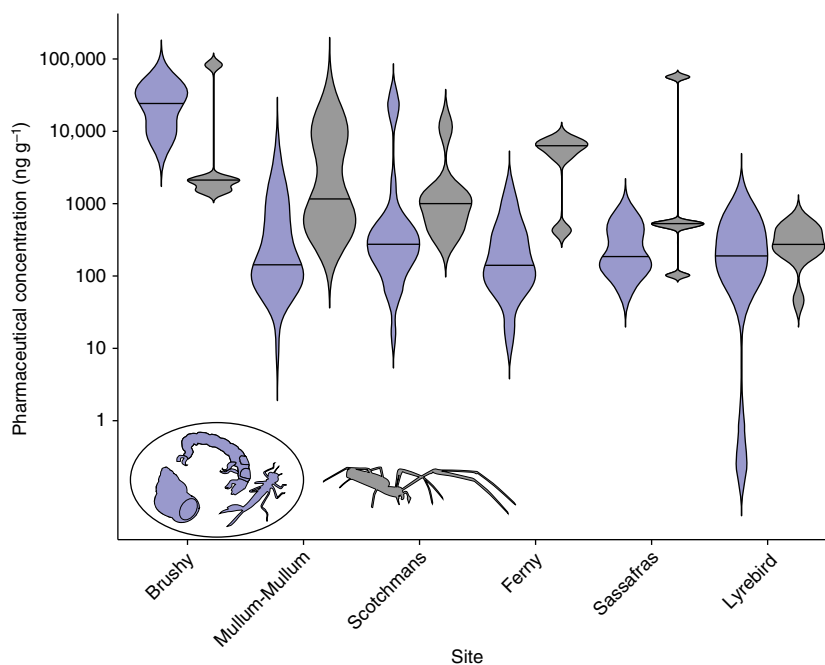 Pharmaceutical concentration (ng g⁻¹)
100,000
10,000
1000
100
10
1
Brushy
Mullum-Mullum
Scotchmans
Ferny
Sassafras
Lyrebird
Site